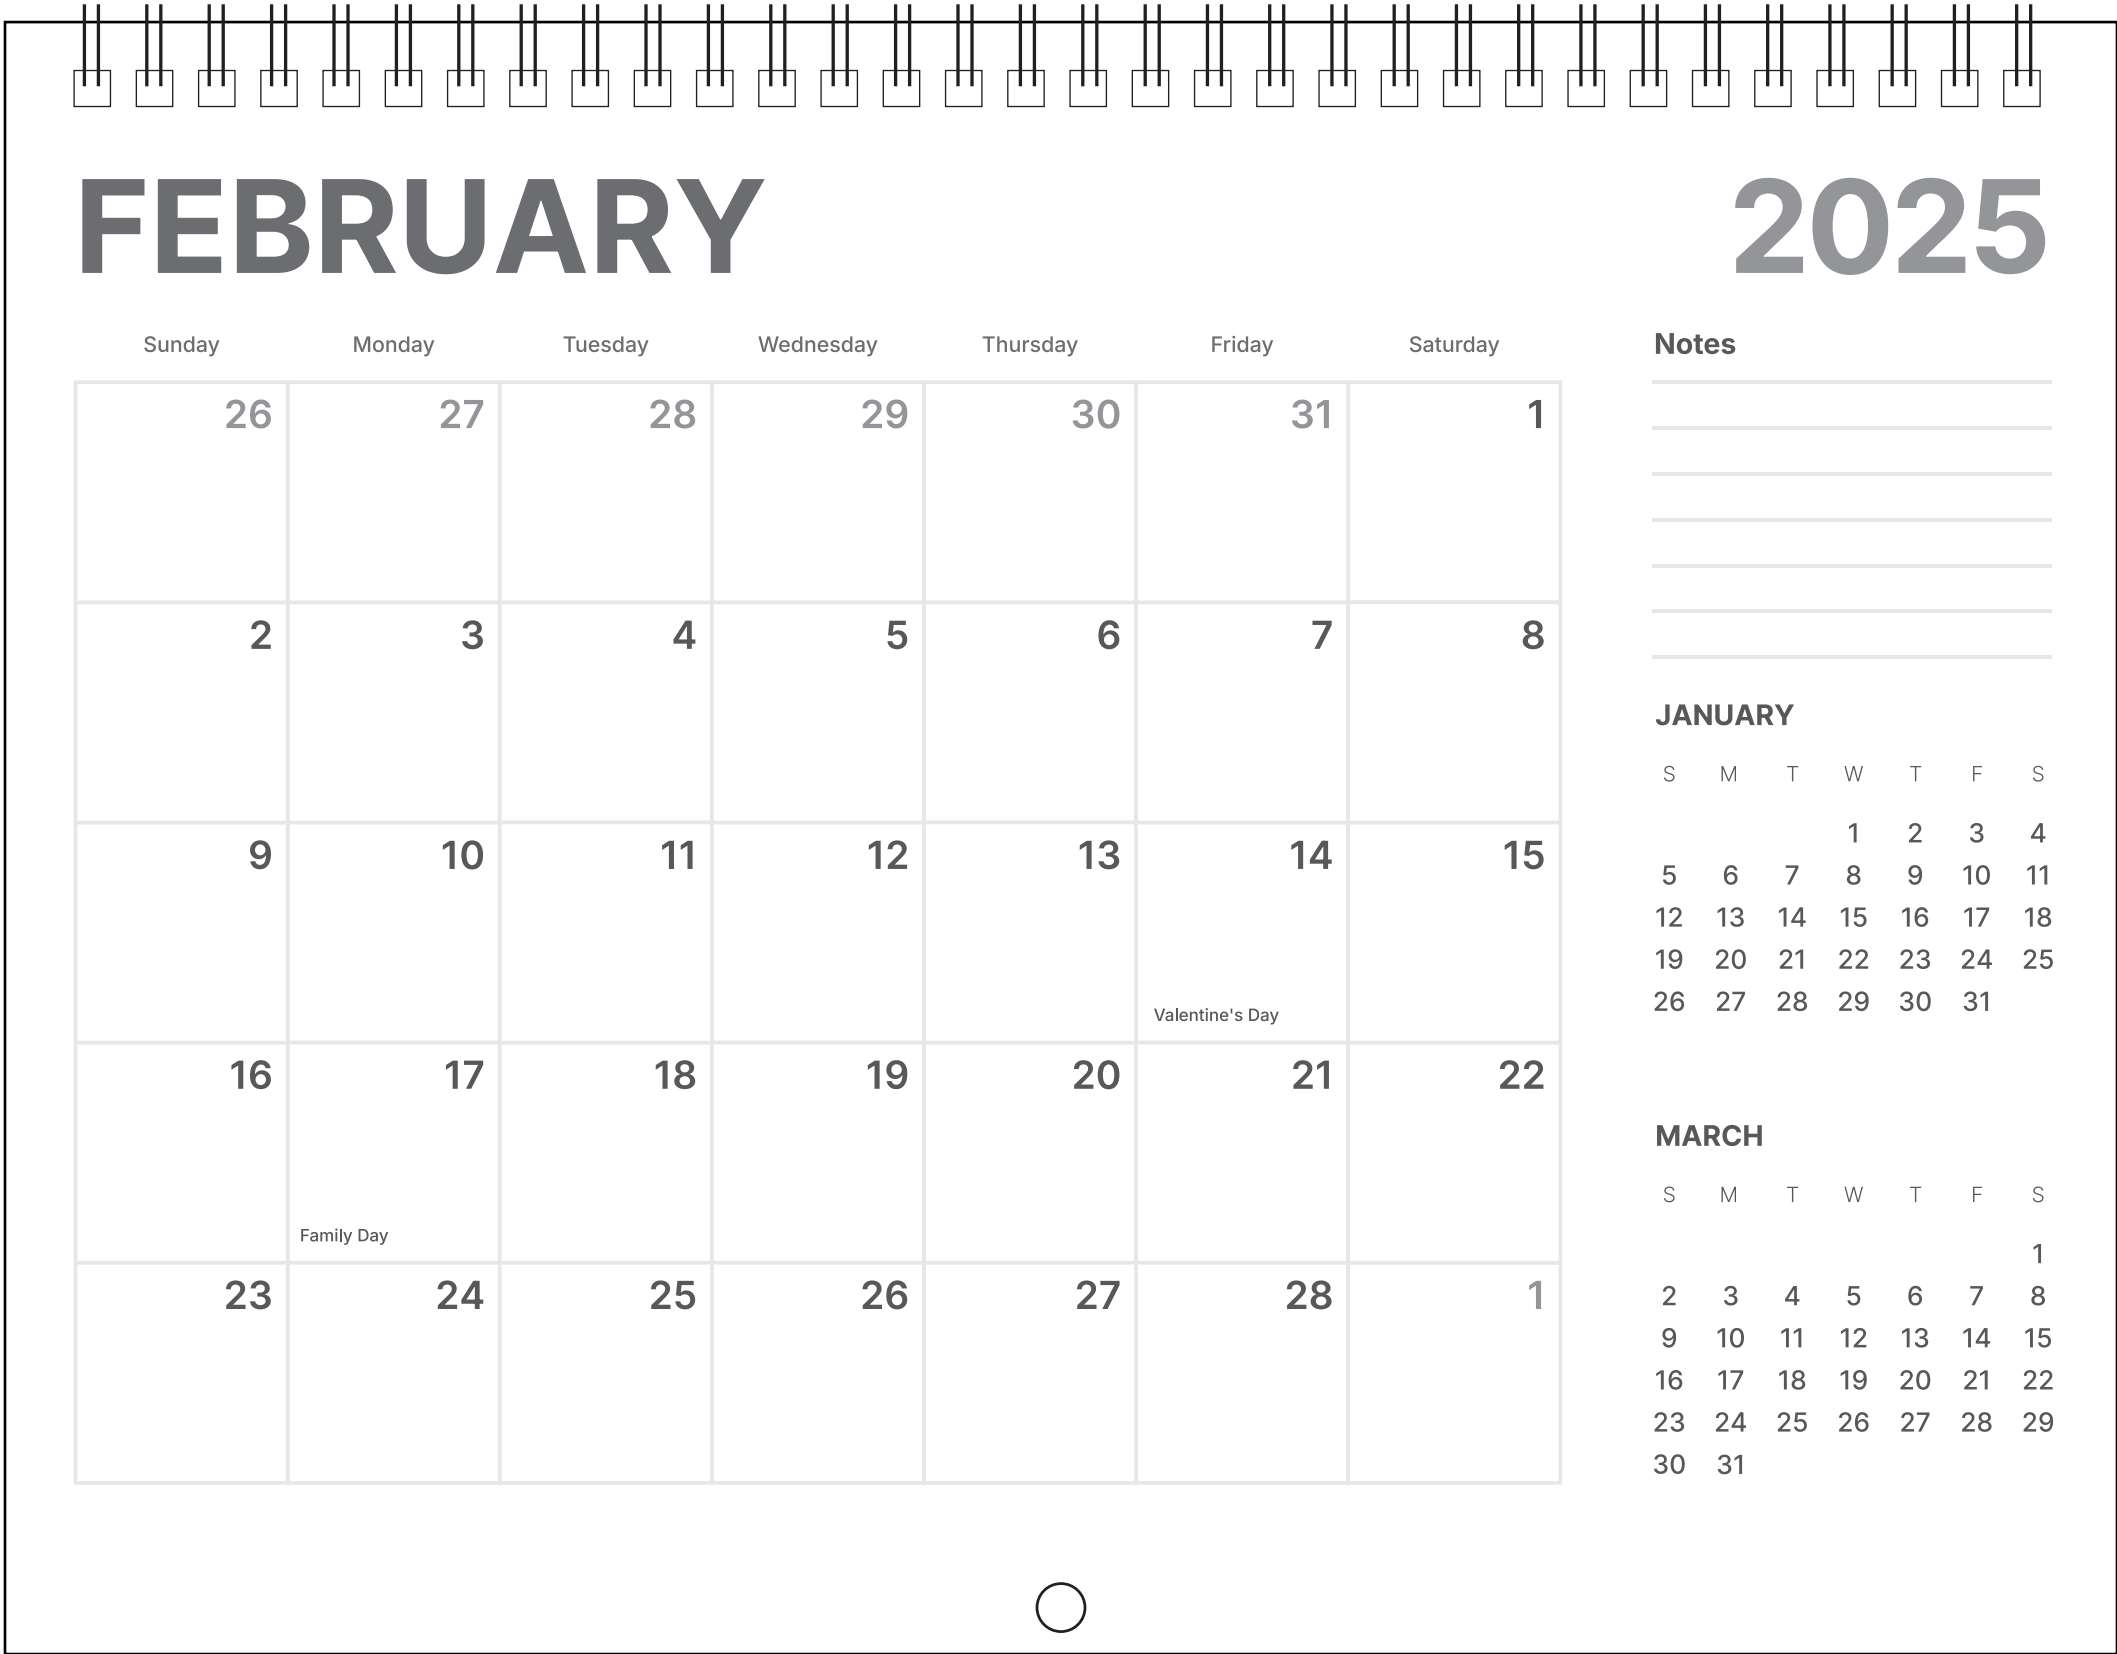 FEBRUARY 2025
Sunday Monday Tuesday Wednesday Thursday Friday Saturday
26 27 28 29 30 31 1
2 3 4 5 6 7 8
9 10 11 12 13 14 15
Valentine's Day
16 17 18 19 20 21 22
Family Day
23 24 25 26 27 28 1
Notes
JANUARY
S M T W T F S
1 2 3 4
5 6 7 8 9 10 11
12 13 14 15 16 17 18
19 20 21 22 23 24 25
26 27 28 29 30 31
MARCH
S M T W T F S
1
2 3 4 5 6 7 8
9 10 11 12 13 14 15
16 17 18 19 20 21 22
23 24 25 26 27 28 29
30 31